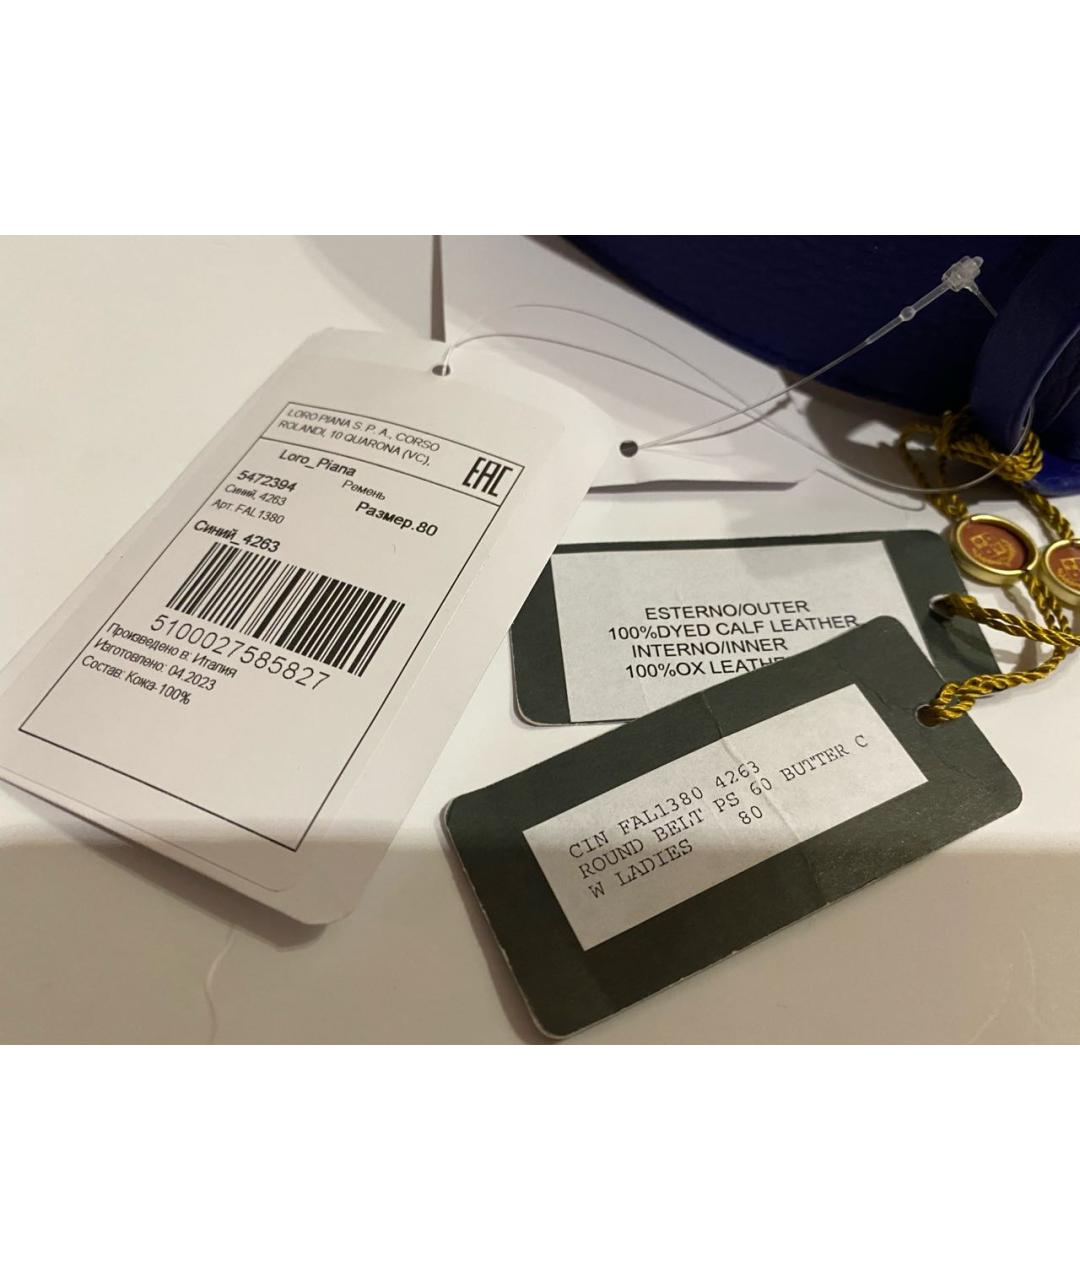 LORO PIANA S. P. A., CORSO
ROLANDI, 10 QUARONA (VC),
EAC
Loro_Piana
5472394 Ремень
Синий, 4263
Арт. FAL1380 Размер.80
Синий_4263
5100027585827
Произведено в: Италия
Изготовлено: 04.2023
Состав: Кожа-100%
ESTERNO/OUTER
100%DYED CALF LEATHER
INTERNO/INNER
100%OX LEATHE
CIN FAL1380 4263
ROUND BELT PS 60 BUTTER C
W LADIES 80